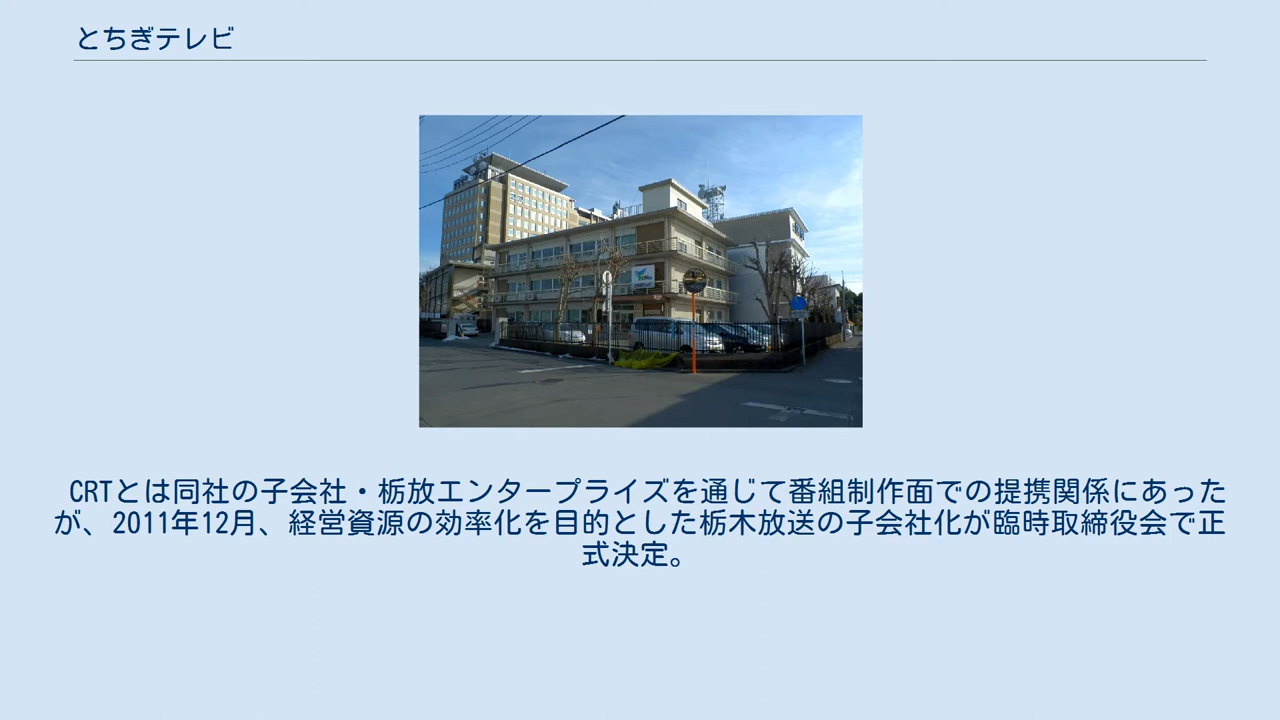 とちぎテレビ
CRTとは同社の子会社・栃放エンタープライズを通じて番組制作面での提携関係にあった
が、2011年12月、経営資源の効率化を目的とした栃木放送の子会社化が臨時取締役会で正
式決定。